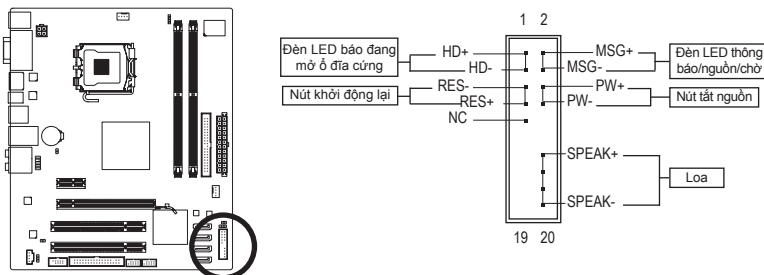 1 2
Đèn LED báo đang
mở ổ đĩa cứng
HD+
HD-
MSG+
MSG-
Đèn LED thông
báo/nguồn/chờ
Nút khởi động lại
RES-
RES+
NC
PW+
PW-
Nút tắt nguồn
SPEAK+
SPEAK-
Loa
19 20